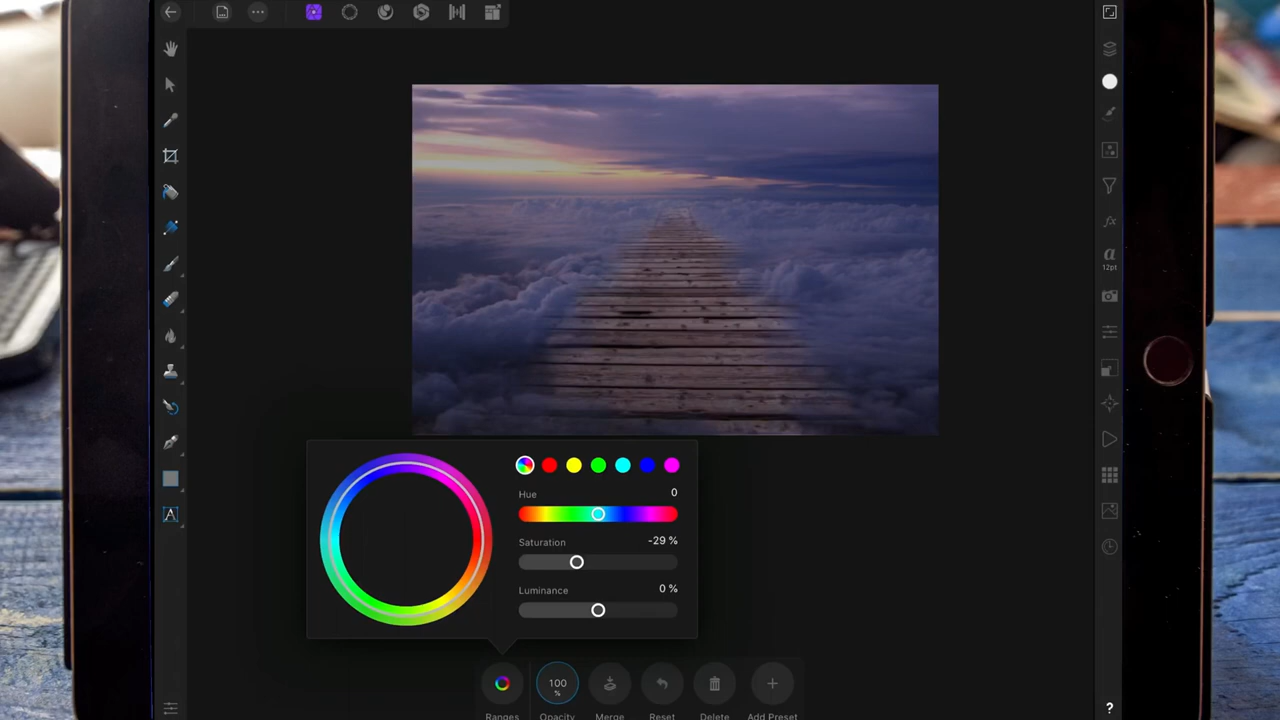 12pt
Hue
0
Saturation
-29 %
Luminance
0 %
A
100
%
Ranges
Opacity
Merge
Reset
Delete
Add Preset
?